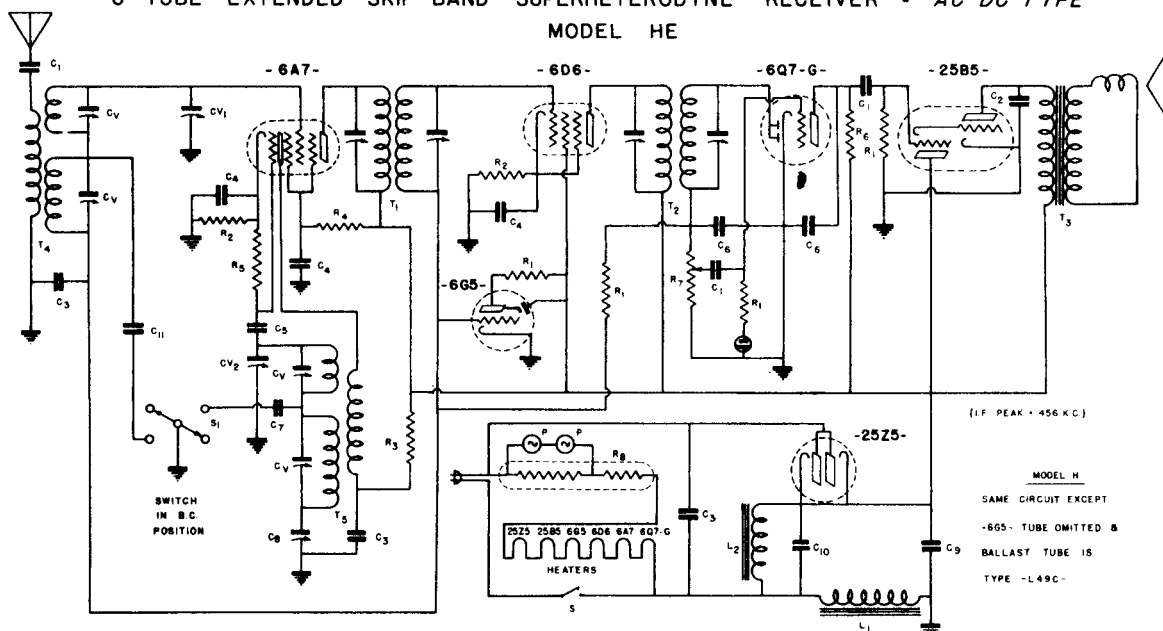 TUBE EXTENDED SKIP BAND SUPERHETERODYNE RECEIVER - AC-DC TYPE
MODEL HE
-6A7-
-6D6-
-6Q7-G-
-25B5-
C1
CV
CV1
C1
C2
R6
R1
C4
R2
R2
C4
T4
CV
R5
C4
R4
T1
T2
C6
C6
T3
C3
-6G5-
R1
R1
R7
C1
R1
C11
C5
CV2
CV
S1
C7
R3
(I.F PEAK = 456 K.C.)
SWITCH
IN B.C.
POSITION
CV
T5
C8
C3
P
P
R8
25Z5 25B5 6G5 6D6 6A7 6Q7-G
HEATERS
S
C3
-25Z5-
L2
C10
C9
L1
MODEL H
SAME CIRCUIT EXCEPT
-6G5- TUBE OMITTED &
BALLAST TUBE IS
TYPE -L49C-